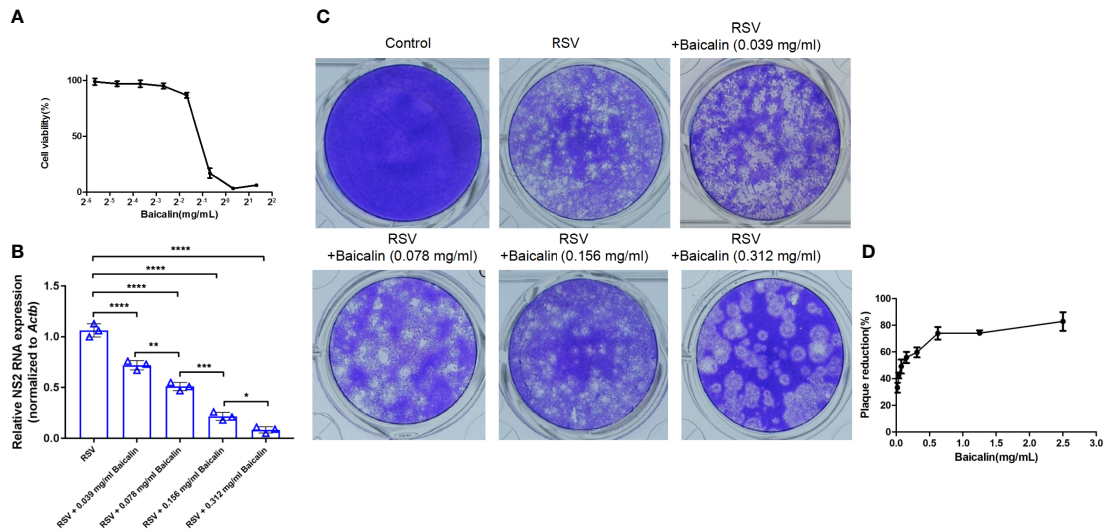 A
100
50
0
Cell viability(%)
2-6 2-5 2-4 2-3 2-2 2-1 20 21 22
Baicalin(mg/mL)
B
****
****
****
****
**
***
*
1.5
1.0
0.5
0.0
Relative NS2 RNA expression
(normalized to Actb)
RSV
RSV + 0.039 mg/ml Baicalin
RSV + 0.078 mg/ml Baicalin
RSV + 0.156 mg/ml Baicalin
RSV + 0.312 mg/ml Baicalin
C
Control
RSV
RSV
+Baicalin (0.039 mg/ml)
RSV
+Baicalin (0.078 mg/ml)
RSV
+Baicalin (0.156 mg/ml)
RSV
+Baicalin (0.312 mg/ml)
D
100
80
60
40
20
0
Plaque reduction(%)
0.0 0.5 1.0 1.5 2.0 2.5 3.0
Baicalin(mg/mL)